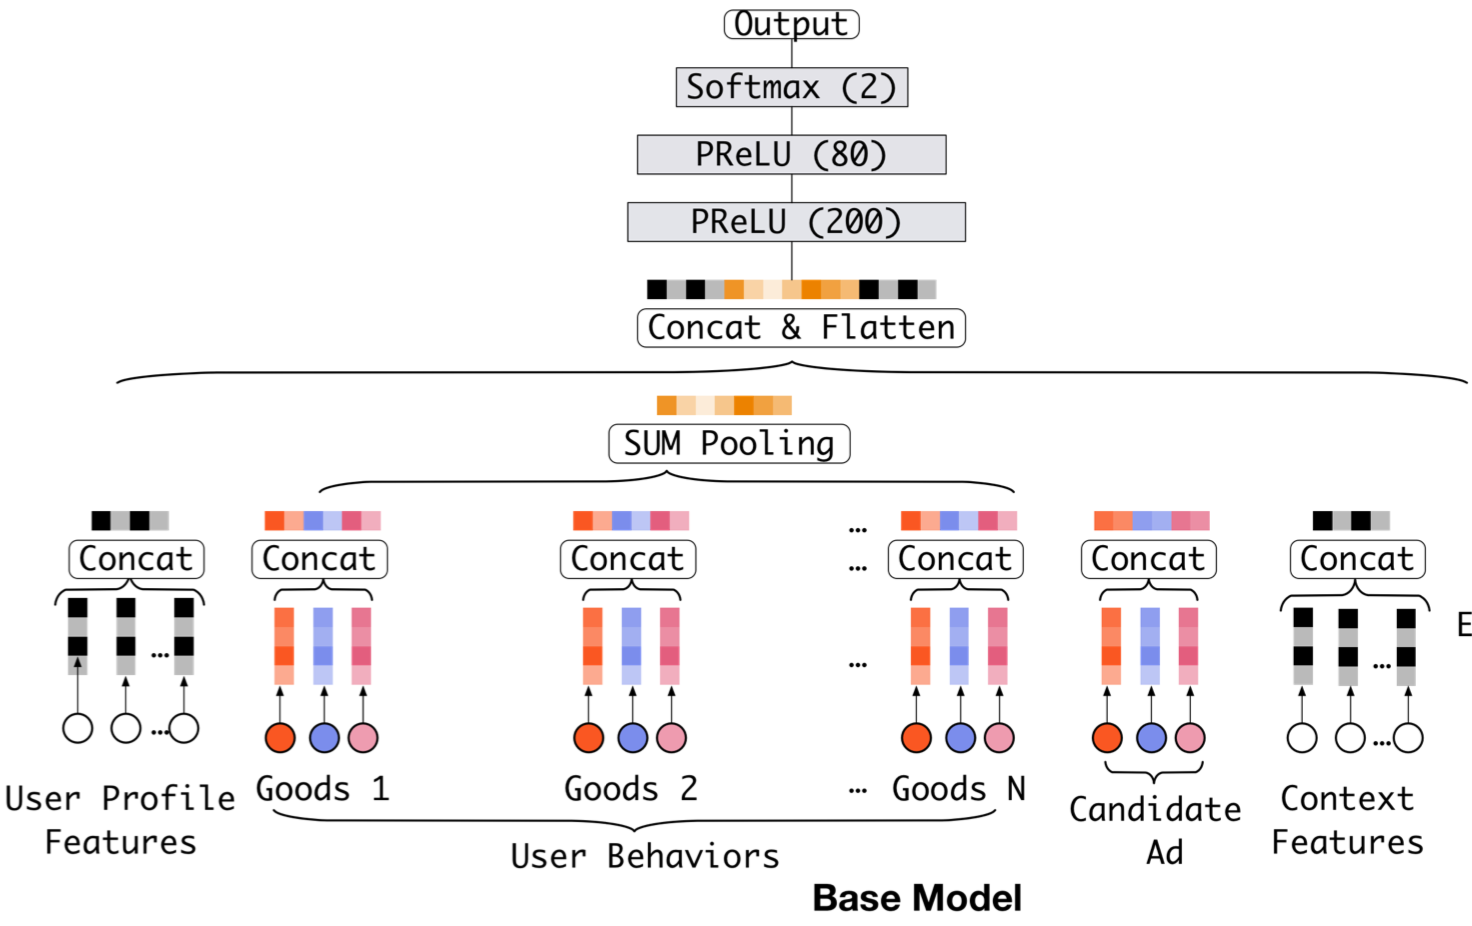 Output
Softmax (2)
PReLU (80)
PReLU (200)
Concat & Flatten
SUM Pooling
...
Concat Concat Concat ... Concat Concat Concat
E
... ... ...
... ...
User Profile Features
Goods 1 Goods 2 ... Goods N
Candidate Ad
Context Features
User Behaviors
Base Model